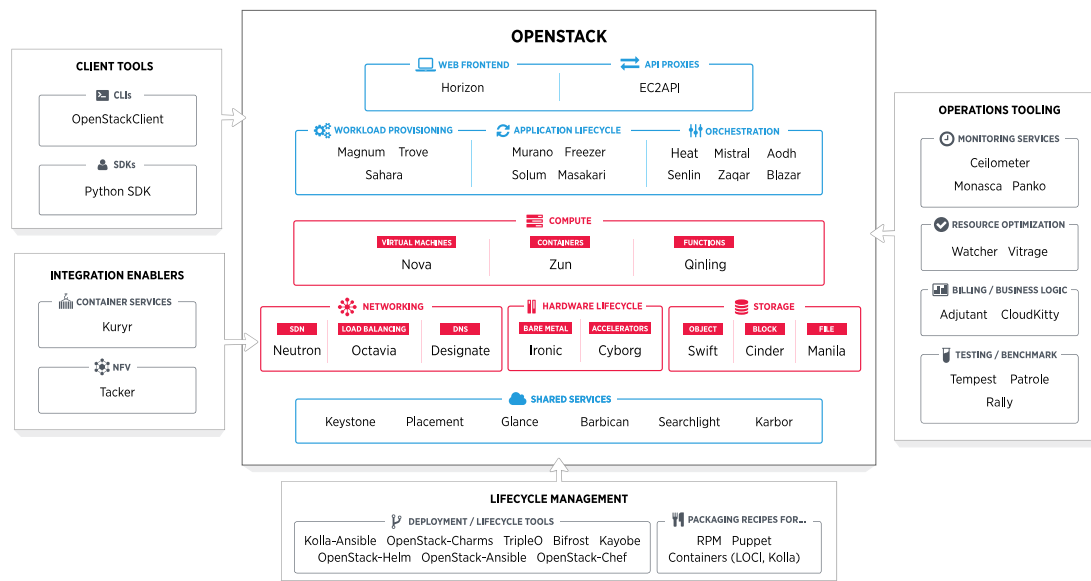 OPENSTACK
WEB FRONTEND
API PROXIES
Horizon
EC2API
WORKLOAD PROVISIONING
APPLICATION LIFECYCLE
ORCHESTRATION
Magnum Trove
Sahara
Murano Freezer
Solum Masakari
Heat Mistral Aodh
Senlin Zaqar Blazar
COMPUTE
VIRTUAL MACHINES
Nova
CONTAINERS
Zun
FUNCTIONS
Qinling
NETWORKING
SDN
Neutron
LOAD BALANCING
Octavia
DNS
Designate
HARDWARE LIFECYCLE
BARE METAL
Ironic
ACCELERATORS
Cyborg
STORAGE
OBJECT
Swift
BLOCK
Cinder
FILE
Manila
SHARED SERVICES
Keystone Placement Glance Barbican Searchlight Karbor
CLIENT TOOLS
CLIs
OpenStackClient
SDKs
Python SDK
INTEGRATION ENABLERS
CONTAINER SERVICES
Kuryr
NFV
Tacker
OPERATIONS TOOLING
MONITORING SERVICES
Ceilometer
Monasca Panko
RESOURCE OPTIMIZATION
Watcher Vitrage
BILLING / BUSINESS LOGIC
Adjutant CloudKitty
TESTING / BENCHMARK
Tempest Patrole
Rally
LIFECYCLE MANAGEMENT
DEPLOYMENT / LIFECYCLE TOOLS
Kolla-Ansible OpenStack-Charms TripleO Bifrost Kayobe
OpenStack-Helm OpenStack-Ansible OpenStack-Chef
PACKAGING RECIPES FOR...
RPM Puppet
Containers (LOCI, Kolla)